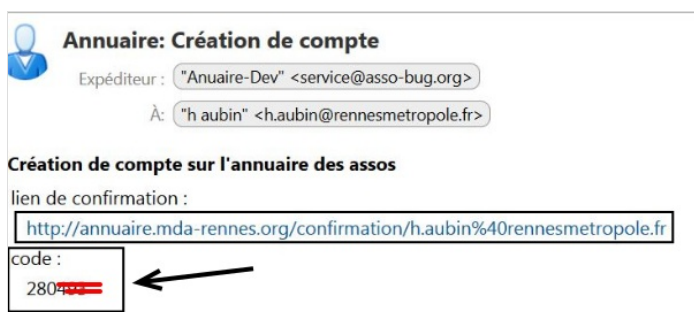 Annuaire: Création de compte
Expéditeur : "Anuaire-Dev" <service@asso-bug.org>
À: "h aubin" <h.aubin@rennesmetropole.fr>
Création de compte sur l'annuaire des assos
lien de confirmation :
http://annuaire.mda-rennes.org/confirmation/h.aubin%40rennesmetropole.fr
code :